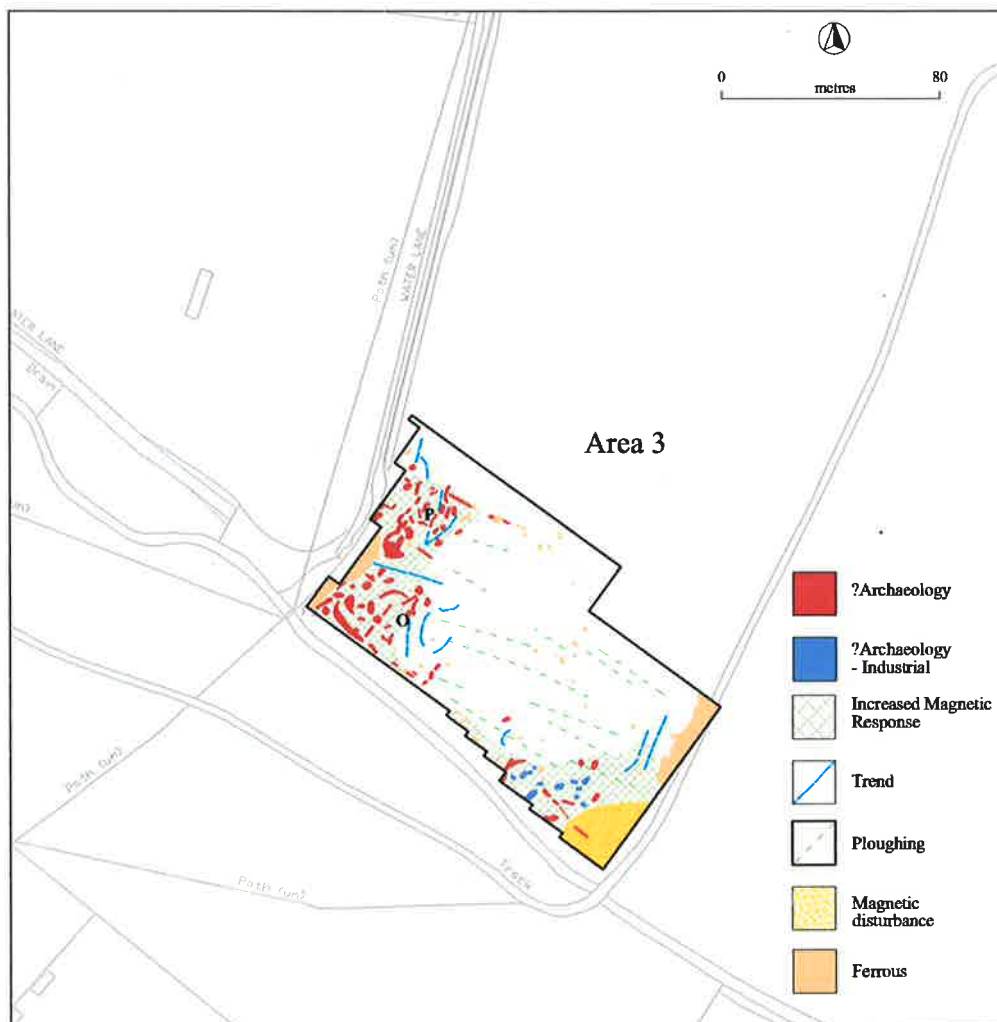 0 80
metres
Path (um)
WATER LANE
Drain
Area 3
P
O
?Archaeology
?Archaeology
- Industrial
Increased Magnetic
Response
Trend
Ploughing
Magnetic
disturbance
Ferrous
Path (um)
Path (um)
Track